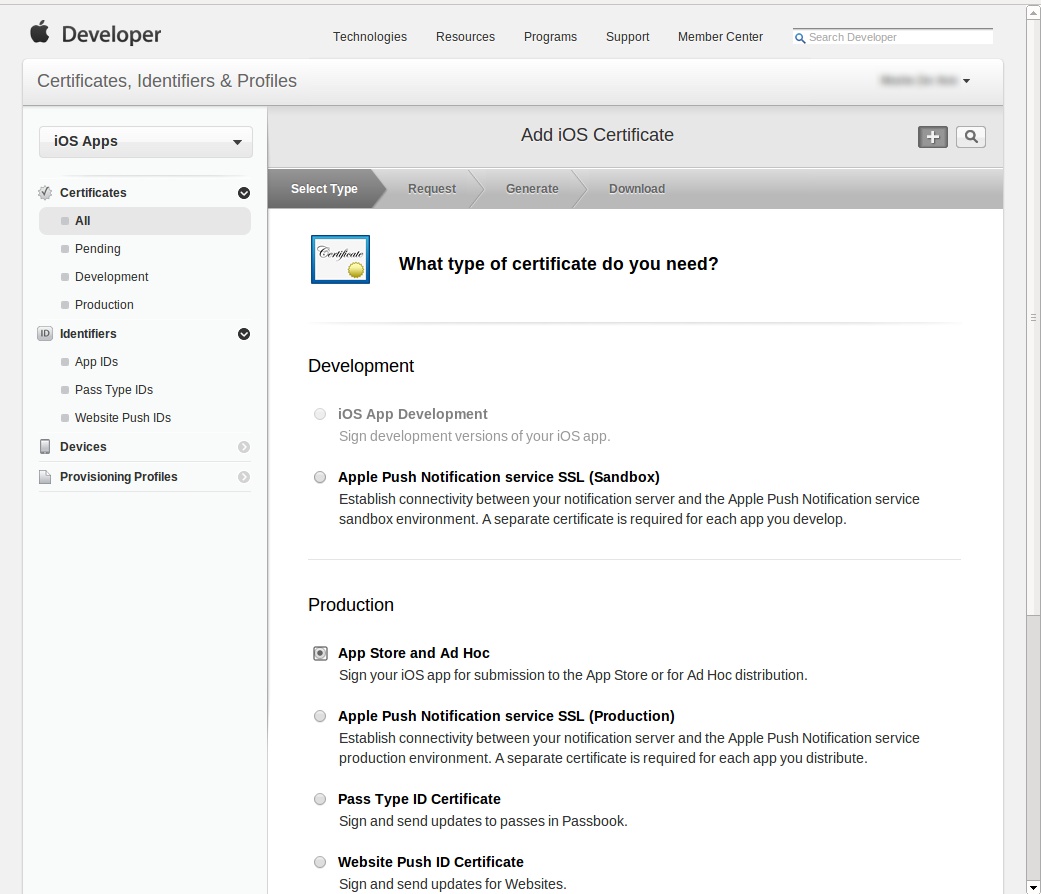 Developer
Technologies Resources Programs Support Member Center Search Developer
Certificates, Identifiers & Profiles
iOS Apps
Add iOS Certificate
Certificates
All
Pending
Development
Production
ID Identifiers
App IDs
Pass Type IDs
Website Push IDs
Devices
Provisioning Profiles
Select Type Request Generate Download
Certificate
What type of certificate do you need?
Development
iOS App Development
Sign development versions of your iOS app.
Apple Push Notification service SSL (Sandbox)
Establish connectivity between your notification server and the Apple Push Notification service
sandbox environment. A separate certificate is required for each app you develop.
Production
App Store and Ad Hoc
Sign your iOS app for submission to the App Store or for Ad Hoc distribution.
Apple Push Notification service SSL (Production)
Establish connectivity between your notification server and the Apple Push Notification service
production environment. A separate certificate is required for each app you distribute.
Pass Type ID Certificate
Sign and send updates to passes in Passbook.
Website Push ID Certificate
Sign and send updates for Websites.